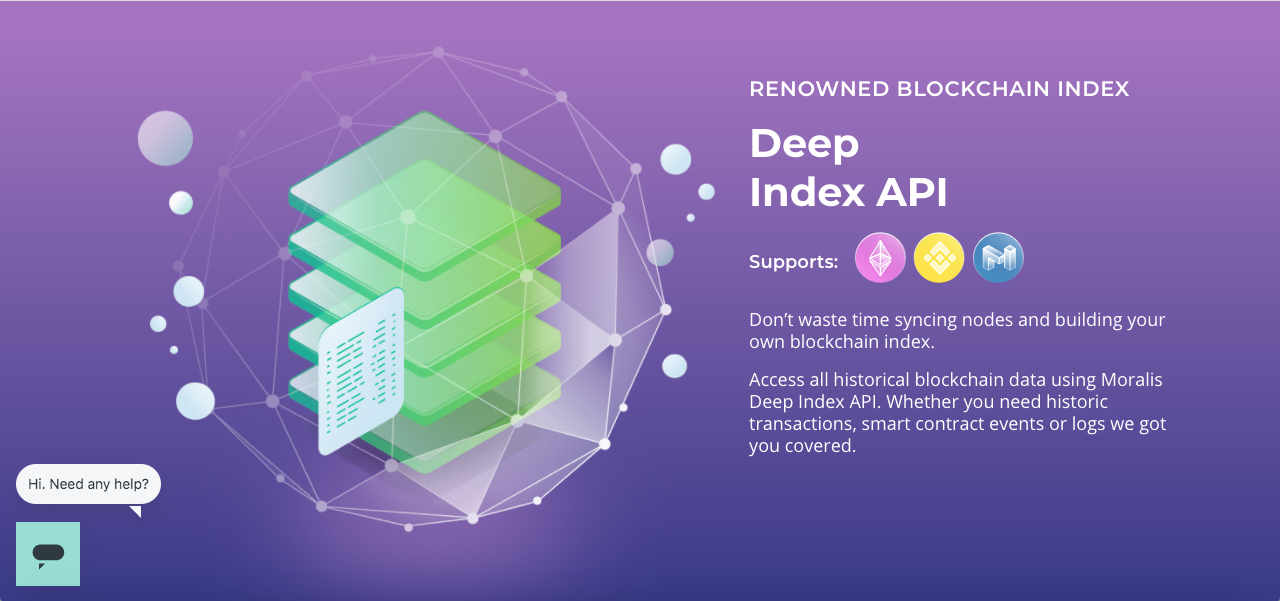 RENOWNED BLOCKCHAIN INDEX
Deep
Index API
Supports:
Don’t waste time syncing nodes and building your
own blockchain index.
Access all historical blockchain data using Moralis
Deep Index API. Whether you need historic
transactions, smart contract events or logs we got
you covered.
Hi. Need any help?